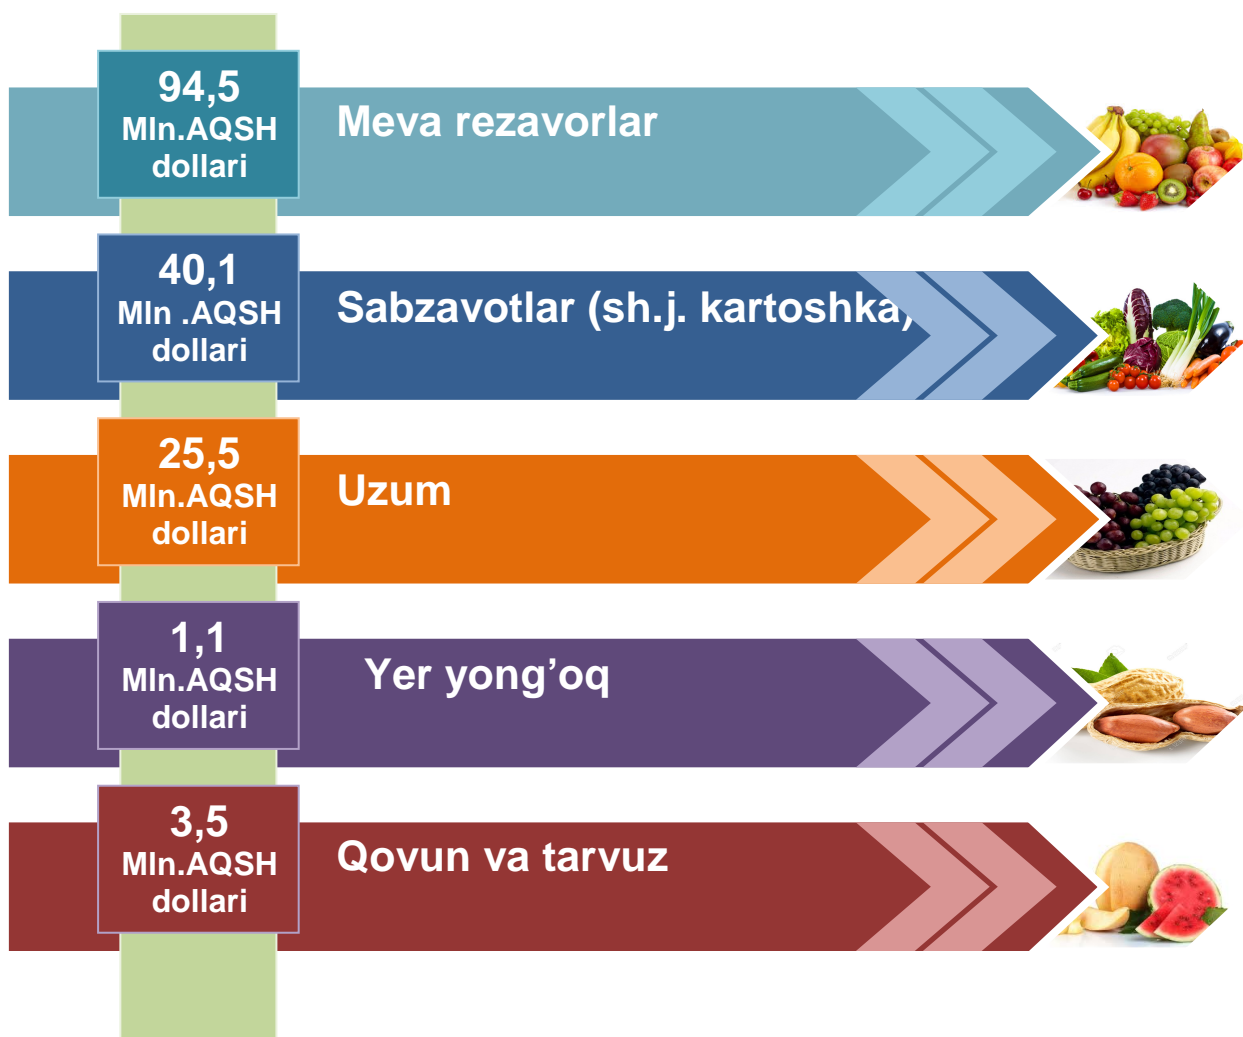 94,5
Mln.AQSH
dollari
Meva rezavorlar
40,1
Mln .AQSH
dollari
Sabzavotlar (sh.j. kartoshka)
25,5
Mln.AQSH
dollari
Uzum
1,1
Mln.AQSH
dollari
Yer yong’oq
3,5
Mln.AQSH
dollari
Qovun va tarvuz